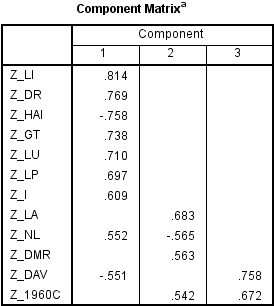 Component Matrixa
Component
1 2 3
Z_LI .814
Z_DR .769
Z_HAI -.758
Z_GT .738
Z_LU .710
Z_LP .697
Z_I .609
Z_LA .683
Z_NL .552 -.565
Z_DMR .563
Z_DAV -.551 .758
Z_1960C .542 .672